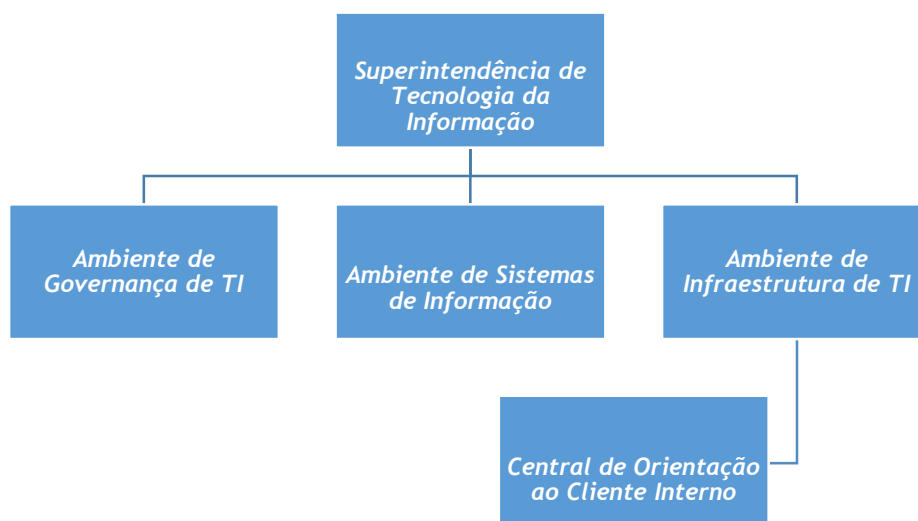 Superintendência de
Tecnologia da
Informação
Ambiente de
Governança de TI
Ambiente de Sistemas
de Informação
Ambiente de
Infraestrutura de TI
Central de Orientação
ao Cliente Interno